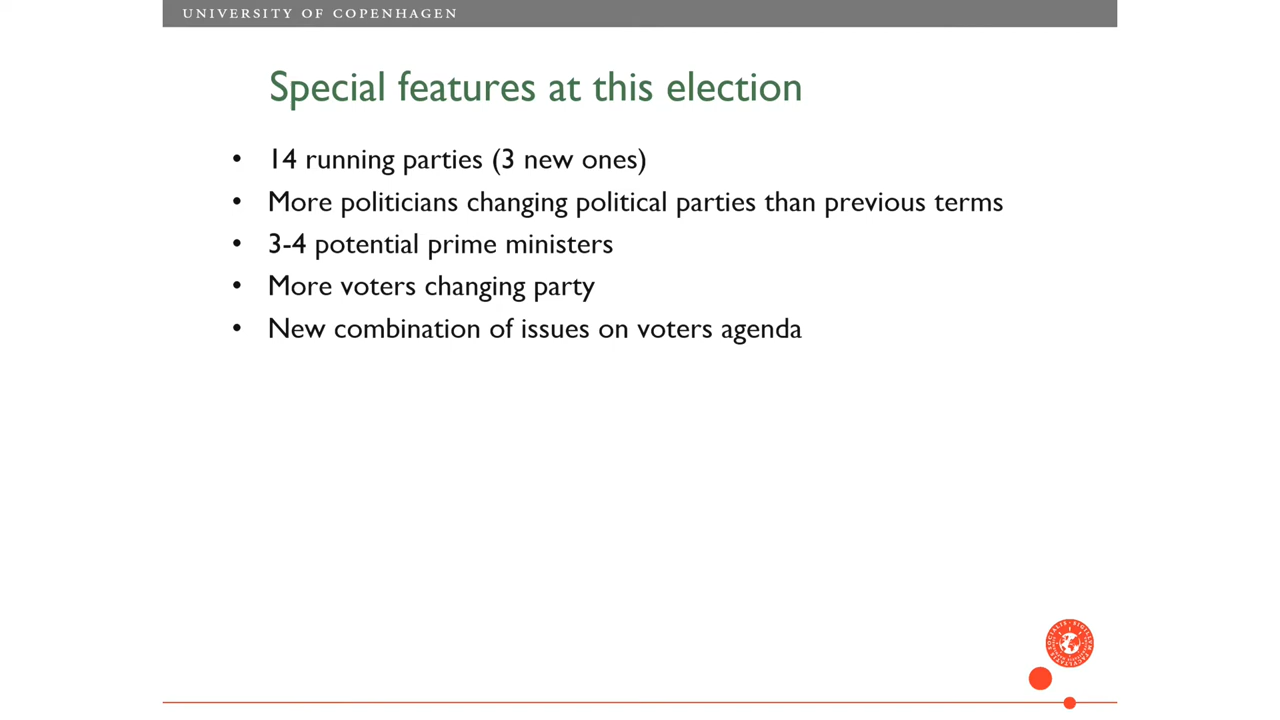 UNIVERSITY OF COPENHAGEN
Special features at this election
• 14 running parties (3 new ones)
• More politicians changing political parties than previous terms
• 3-4 potential prime ministers
• More voters changing party
• New combination of issues on voters agenda